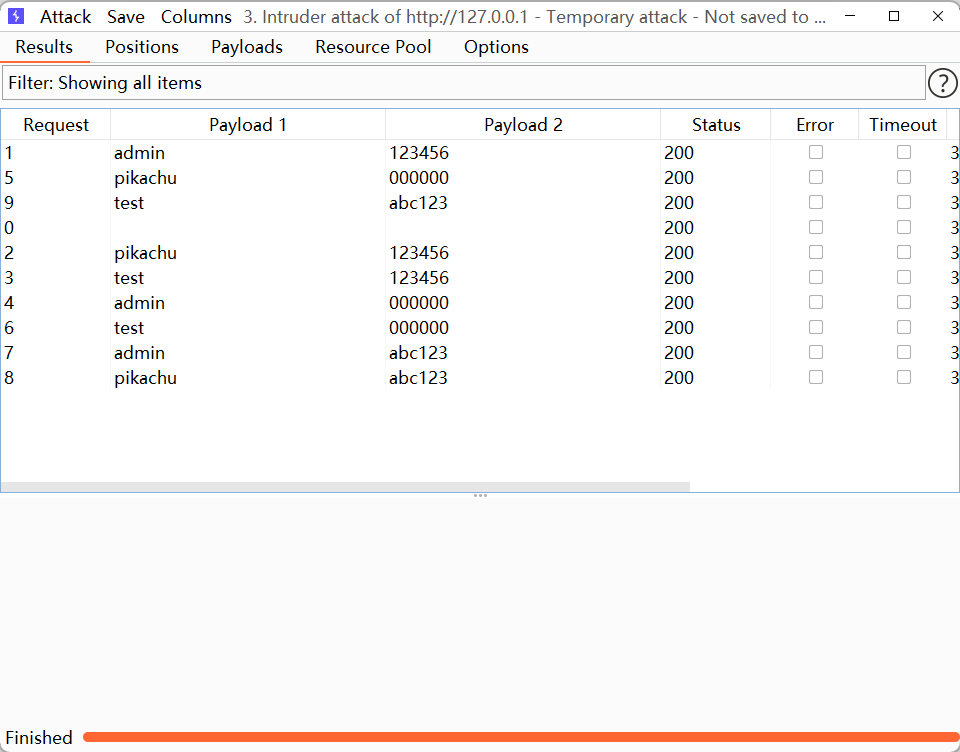 Attack Save Columns 3. Intruder attack of http://127.0.0.1 - Temporary attack - Not saved to ...
Results Positions Payloads Resource Pool Options
Filter: Showing all items ?
Request Payload 1 Payload 2 Status Error Timeout
1 admin 123456 200 3
5 pikachu 000000 200 3
9 test abc123 200 3
0 200 3
2 pikachu 123456 200 3
3 test 123456 200 3
4 admin 000000 200 3
6 test 000000 200 3
7 admin abc123 200 3
8 pikachu abc123 200 3
Finished